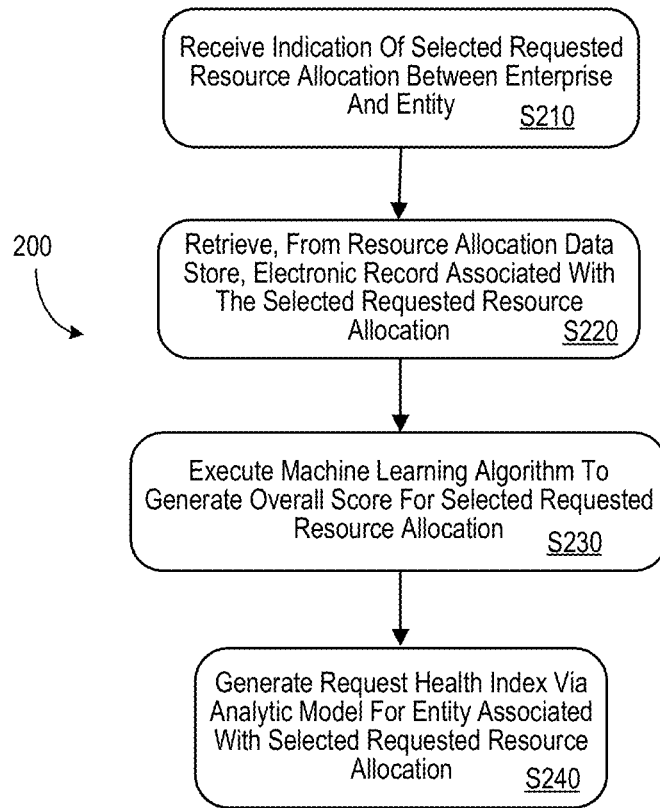 Receive Indication Of Selected Requested
Resource Allocation Between Enterprise
And Entity
S210
200
Retrieve, From Resource Allocation Data
Store, Electronic Record Associated With
The Selected Requested Resource
Allocation
S220
Execute Machine Learning Algorithm To
Generate Overall Score For Selected Requested
Resource Allocation
S230
Generate Request Health Index Via
Analytic Model For Entity Associated
With Selected Requested Resource
Allocation
S240